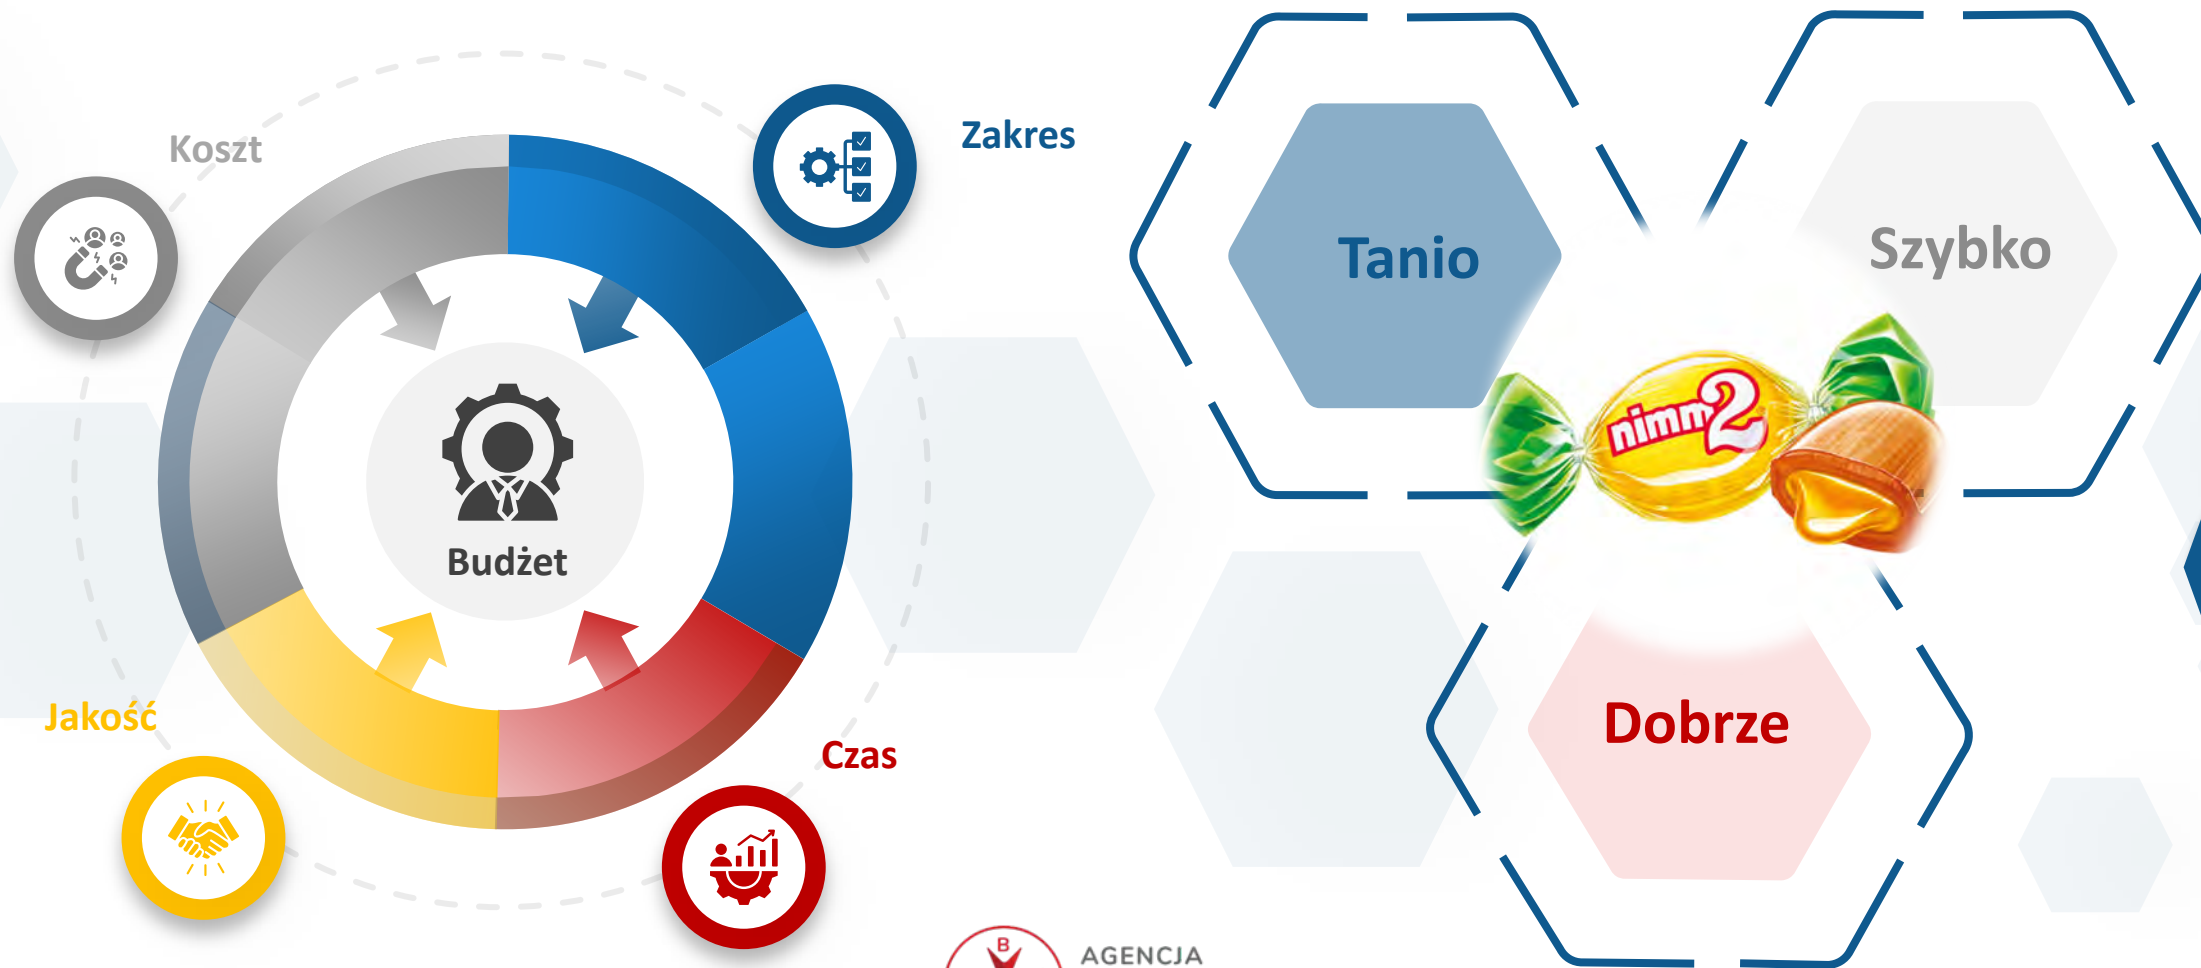 Koszt
Zakres
Budżet
Jakość
Czas
Tanio
Szybko
nimm2
Dobrze
B
AGENCJA